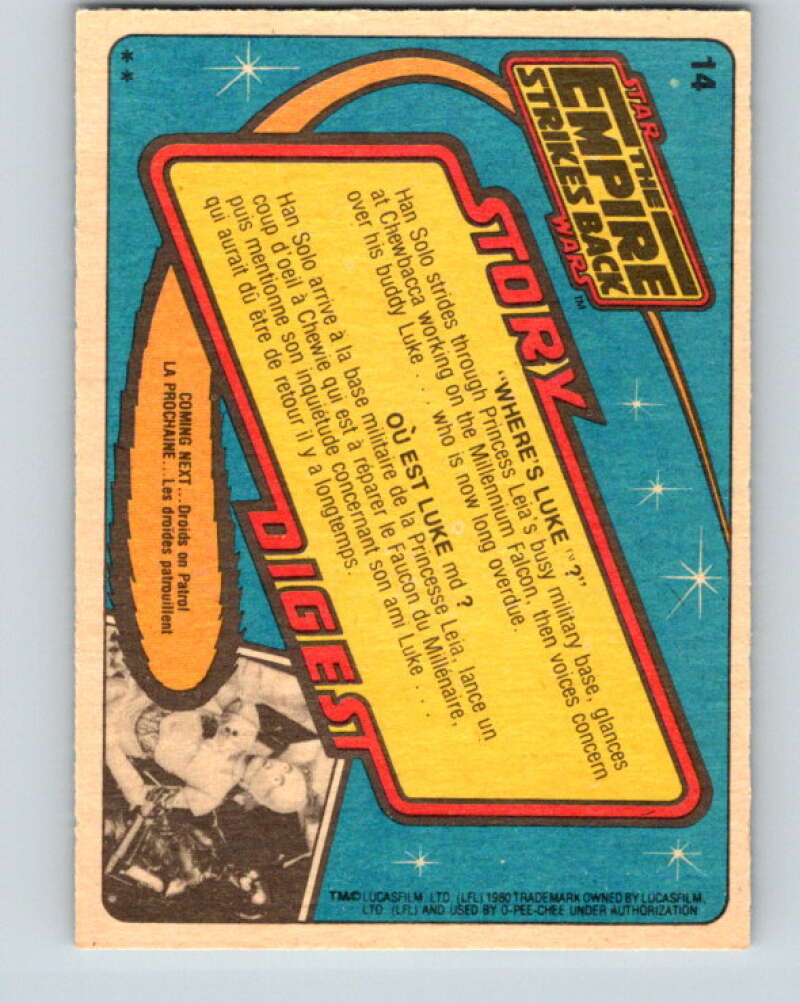 14
STAR
THE
EMPIRE
STRIKES BACK
WARS™
STORY
DIGEST
"WHERE'S LUKE™?"
Han Solo strides through Princess Leia's busy military base, glances
at Chewbacca working on the Millennium Falcon, then voices concern
over his buddy Luke . . . who is now long overdue.
OÙ EST LUKE md ?
Han Solo arrive à la base militaire de la Princesse Leia, lance un
coup d'oeil à Chewie qui est à réparer le Faucon du Millénaire,
puis mentionne son inquiétude concernant son ami Luke . . .
qui aurait dû être de retour il y a longtemps.
COMING NEXT...Droids on Patrol
LA PROCHAINE...Les droïdes patrouillent
**
TM© LUCASFILM LTD. (LFL) 1980 TRADEMARK OWNED BY LUCASFILM,
LTD. (LFL) AND USED BY O-PEE-CHEE UNDER AUTHORIZATION